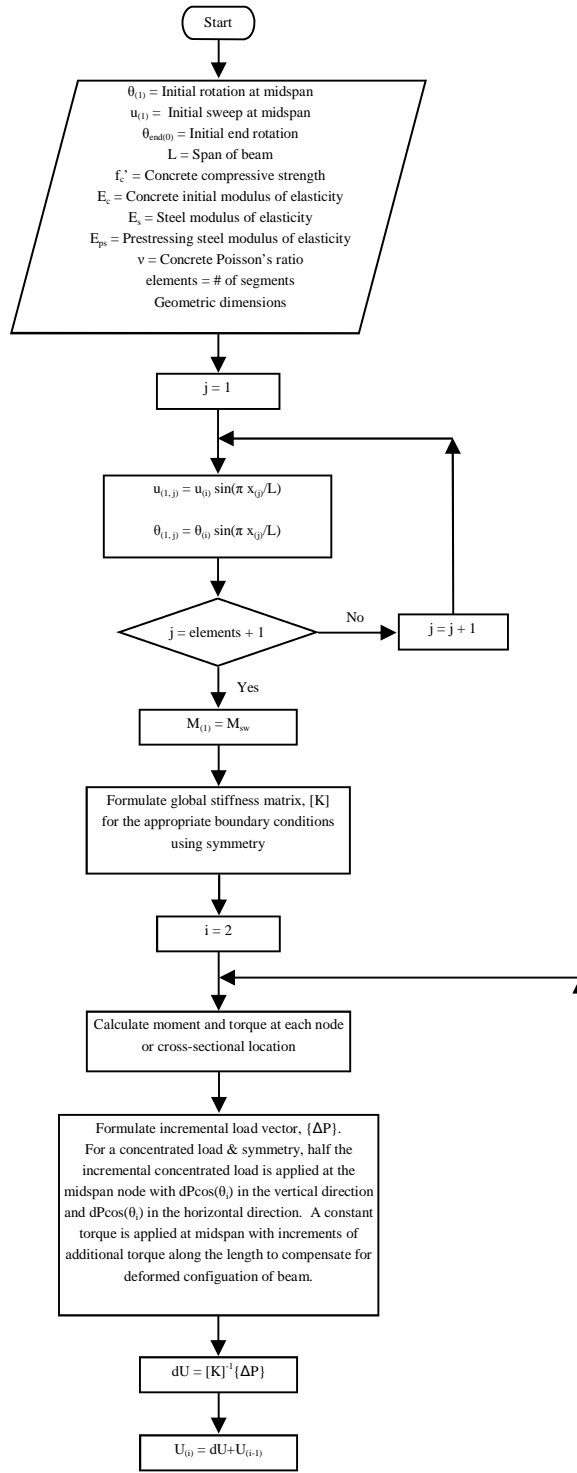 Start
θ(1) = Initial rotation at midspan
u(1) = Initial sweep at midspan
θend(0) = Initial end rotation
L = Span of beam
fc’ = Concrete compressive strength
Ec = Concrete initial modulus of elasticity
Es = Steel modulus of elasticity
Eps = Prestressing steel modulus of elasticity
ν = Concrete Poisson’s ratio
elements = # of segments
Geometric dimensions
j = 1
u(1, j) = u(i) sin(π x(j)/L)
θ(1, j) = θ(i) sin(π x(j)/L)
j = elements + 1
No
j = j + 1
Yes
M(1) = Msw
Formulate global stiffness matrix, [K]
for the appropriate boundary conditions
using symmetry
i = 2
Calculate moment and torque at each node
or cross-sectional location
Formulate incremental load vector, {ΔP}.
For a concentrated load & symmetry, half the
incremental concentrated load is applied at the
midspan node with dPcos(θi) in the vertical direction
and dPcos(θi) in the horizontal direction. A constant
torque is applied at midspan with increments of
additional torque along the length to compensate for
deformed configuation of beam.
dU = [K]-1{ΔP}
U(i) = dU+U(i-1)